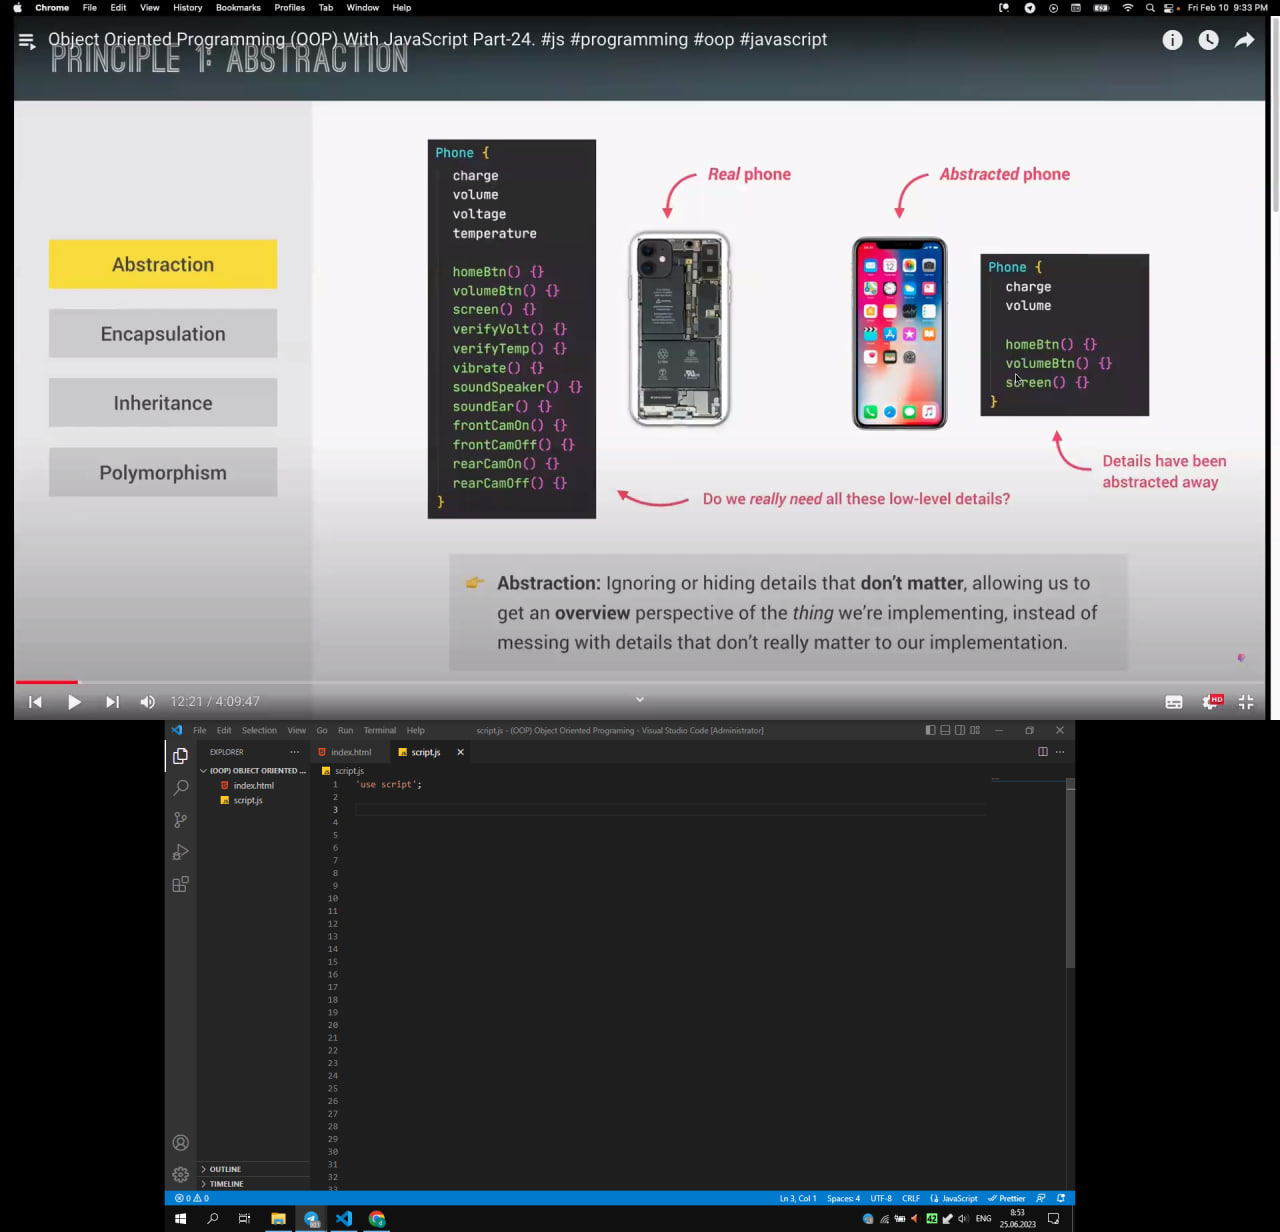 Chrome File Edit View History Bookmarks Profiles Tab Window Help Fri Feb 10 9:33 PM
Object Oriented Programming (OOP) With JavaScript Part-24. #js #programming #oop #javascript
PRINCIPLE 1: ABSTRACTION
Abstraction
Encapsulation
Inheritance
Polymorphism
Phone {
charge
volume
voltage
temperature
homeBtn() {}
volumeBtn() {}
screen() {}
verifyVolt() {}
verifyTemp() {}
vibrate() {}
soundSpeaker() {}
soundEar() {}
frontCamOn() {}
frontCamOff() {}
rearCamOn() {}
rearCamOff() {}
}
Real phone
Abstracted phone
Phone {
charge
volume
homeBtn() {}
volumeBtn() {}
screen() {}
}
Details have been
abstracted away
Do we really need all these low-level details?
Abstraction: Ignoring or hiding details that don't matter, allowing us to
get an overview perspective of the thing we're implementing, instead of
messing with details that don't really matter to our implementation.
12:21 / 4:09:47
HD
File Edit Selection View Go Run Terminal Help script.js - (OOP) Object Oriented Programing - Visual Studio Code [Administrator]
EXPLORER ···
index.html
script.js
(OOP) OBJECT ORIENTED ...
index.html
script.js
script.js
1 'use script';
2
3
4
5
6
7
8
9
10
11
12
13
14
15
16
17
18
19
20
21
22
23
24
25
26
27
28
29
30
31
32
33
OUTLINE
TIMELINE
0 0 Ln 3, Col 1 Spaces: 4 UTF-8 CRLF JavaScript Prettier
42 ENG 8:53
25.06.2023